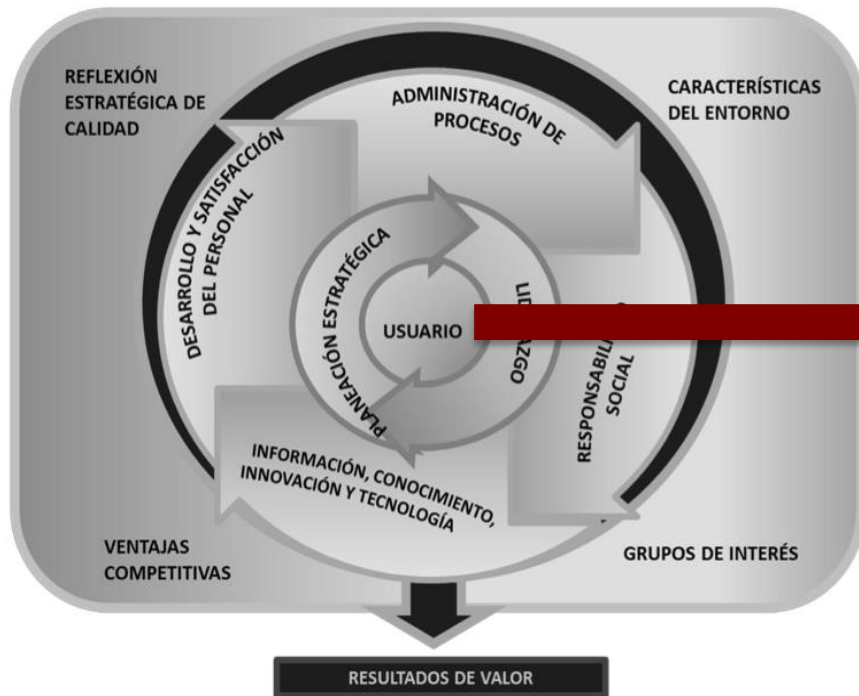 REFLEXIÓN
ESTRATÉGICA DE
CALIDAD
CARACTERÍSTICAS
DEL ENTORNO
ADMINISTRACIÓN DE
PROCESOS
DESARROLLO Y SATISFACCIÓN
DEL PERSONAL
PLANEACIÓN ESTRATÉGICA
USUARIO
SOCIAL
INFORMACIÓN, CONOCIMIENTO,
INNOVACIÓN Y TECNOLOGÍA
VENTAJAS
COMPETITIVAS
GRUPOS DE INTERÉS
RESULTADOS DE VALOR